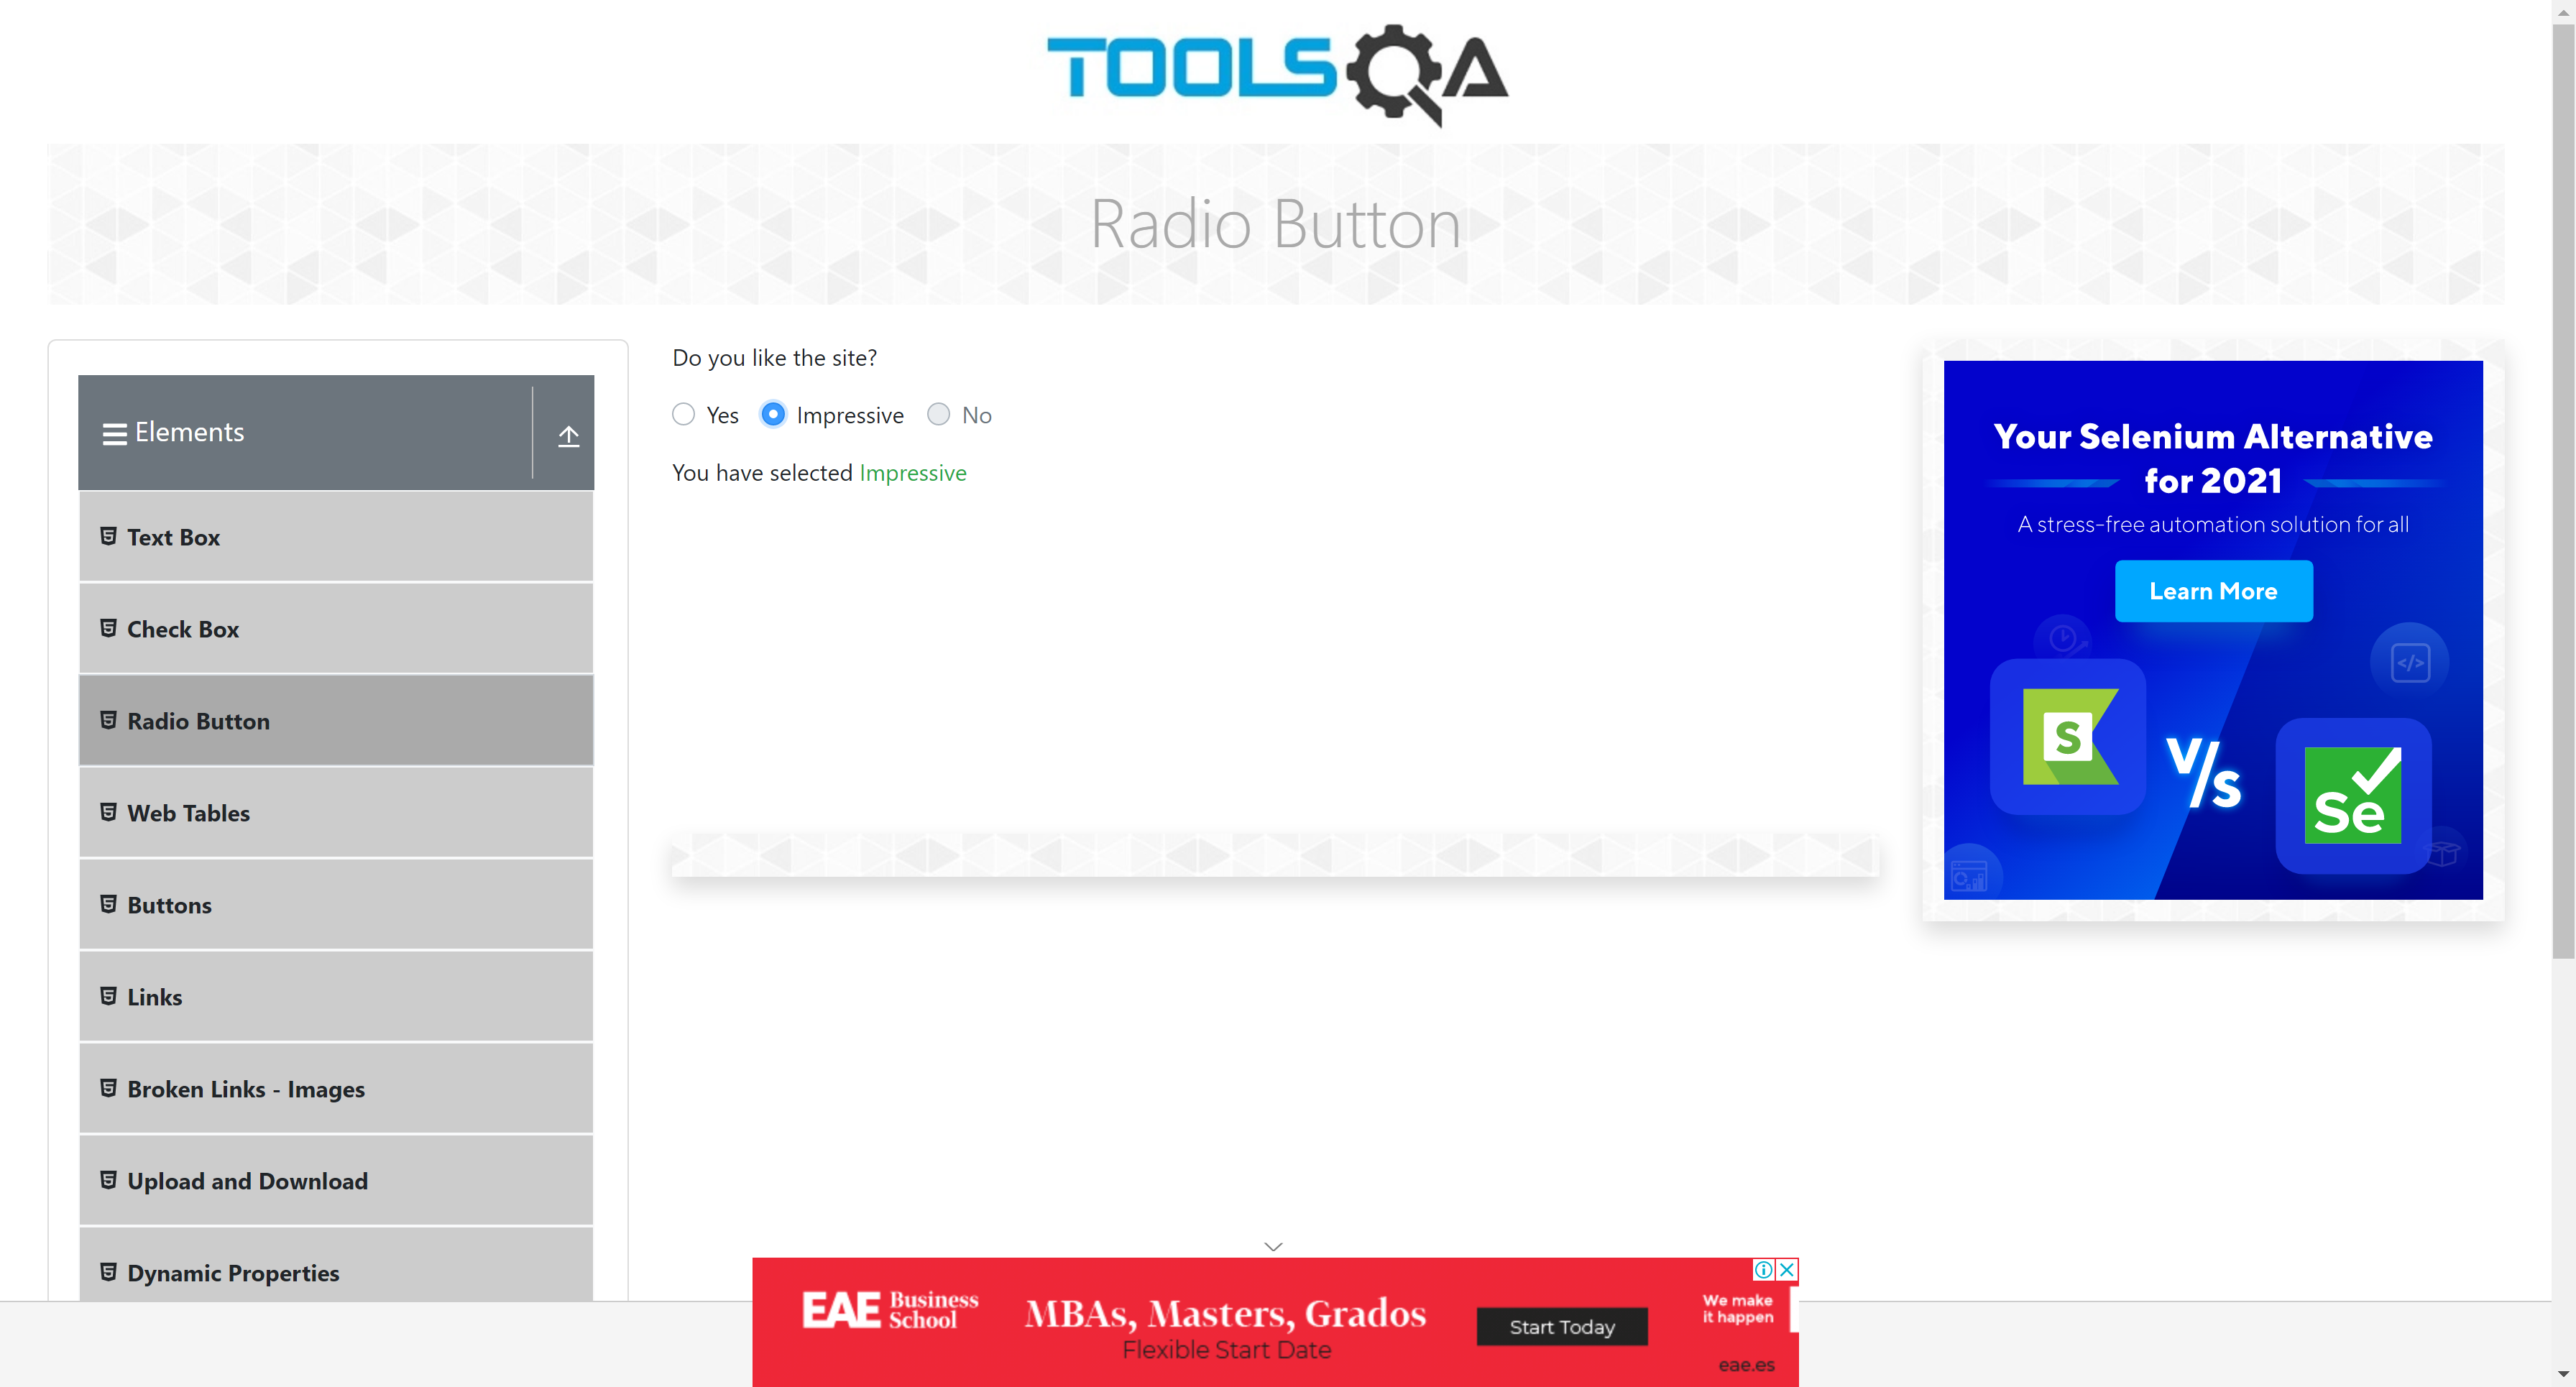 TOOLSQA
Radio Button
Elements
Text Box
Check Box
Radio Button
Web Tables
Buttons
Links
Broken Links - Images
Upload and Download
Dynamic Properties
Do you like the site?
Yes Impressive No
You have selected Impressive
Your Selenium Alternative
for 2021
A stress-free automation solution for all
Learn More
</>
S
V/s
Se
EAE Business
School
MBAs, Masters, Grados
Flexible Start Date
Start Today
We make
it happen
eae.es